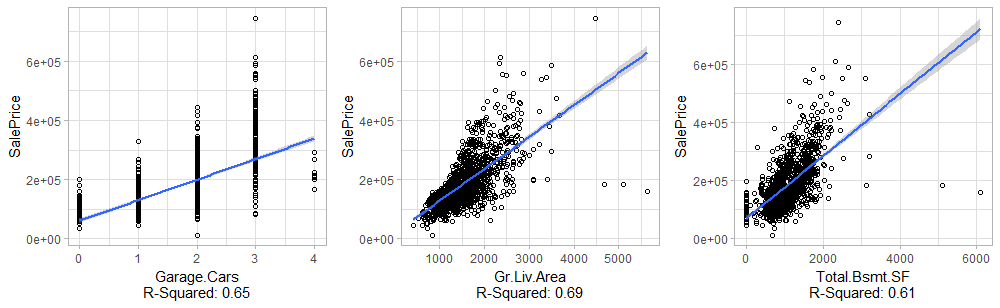 SalePrice
6e+05
4e+05
2e+05
0e+00
0 1 2 3 4
Garage.Cars
R-Squared: 0.65
SalePrice
6e+05
4e+05
2e+05
0e+00
1000 2000 3000 4000 5000
Gr.Liv.Area
R-Squared: 0.69
SalePrice
6e+05
4e+05
2e+05
0e+00
0 2000 4000 6000
Total.Bsmt.SF
R-Squared: 0.61